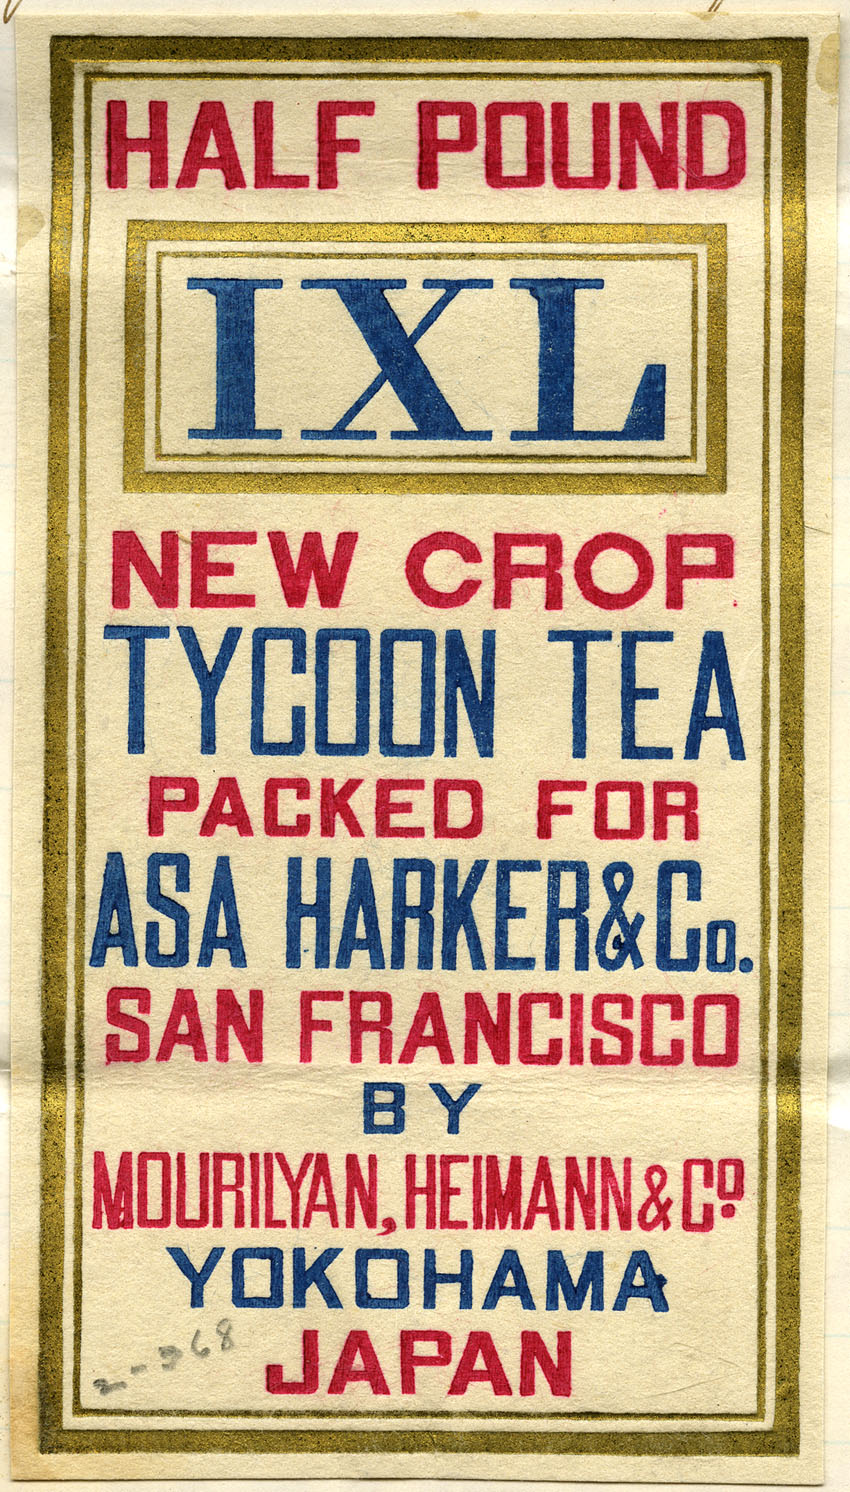 HALF POUND
IXL
NEW CROP
TYCOON TEA
PACKED FOR
ASA HARKER & Co.
SAN FRANCISCO
BY
MOURILYAN, HEIMANN & Cº
YOKOHAMA
JAPAN
2-368